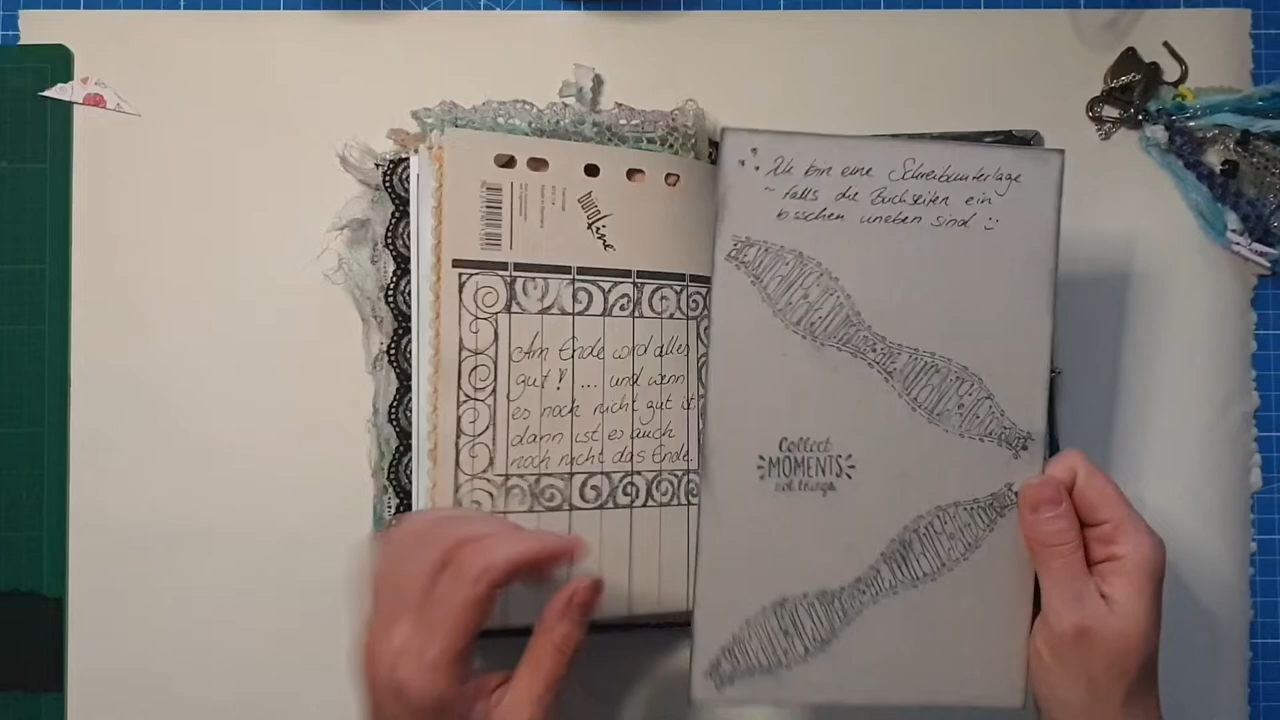 büroline
Am Ende wird alles
gut! ... und wenn
es noch nicht gut ist
dann ist es auch
noch nicht das Ende.
Ich bin eine Schreibunterlage
~ falls die Buchseiten ein
bisschen uneben sind :)
Collect
MOMENTS
not things